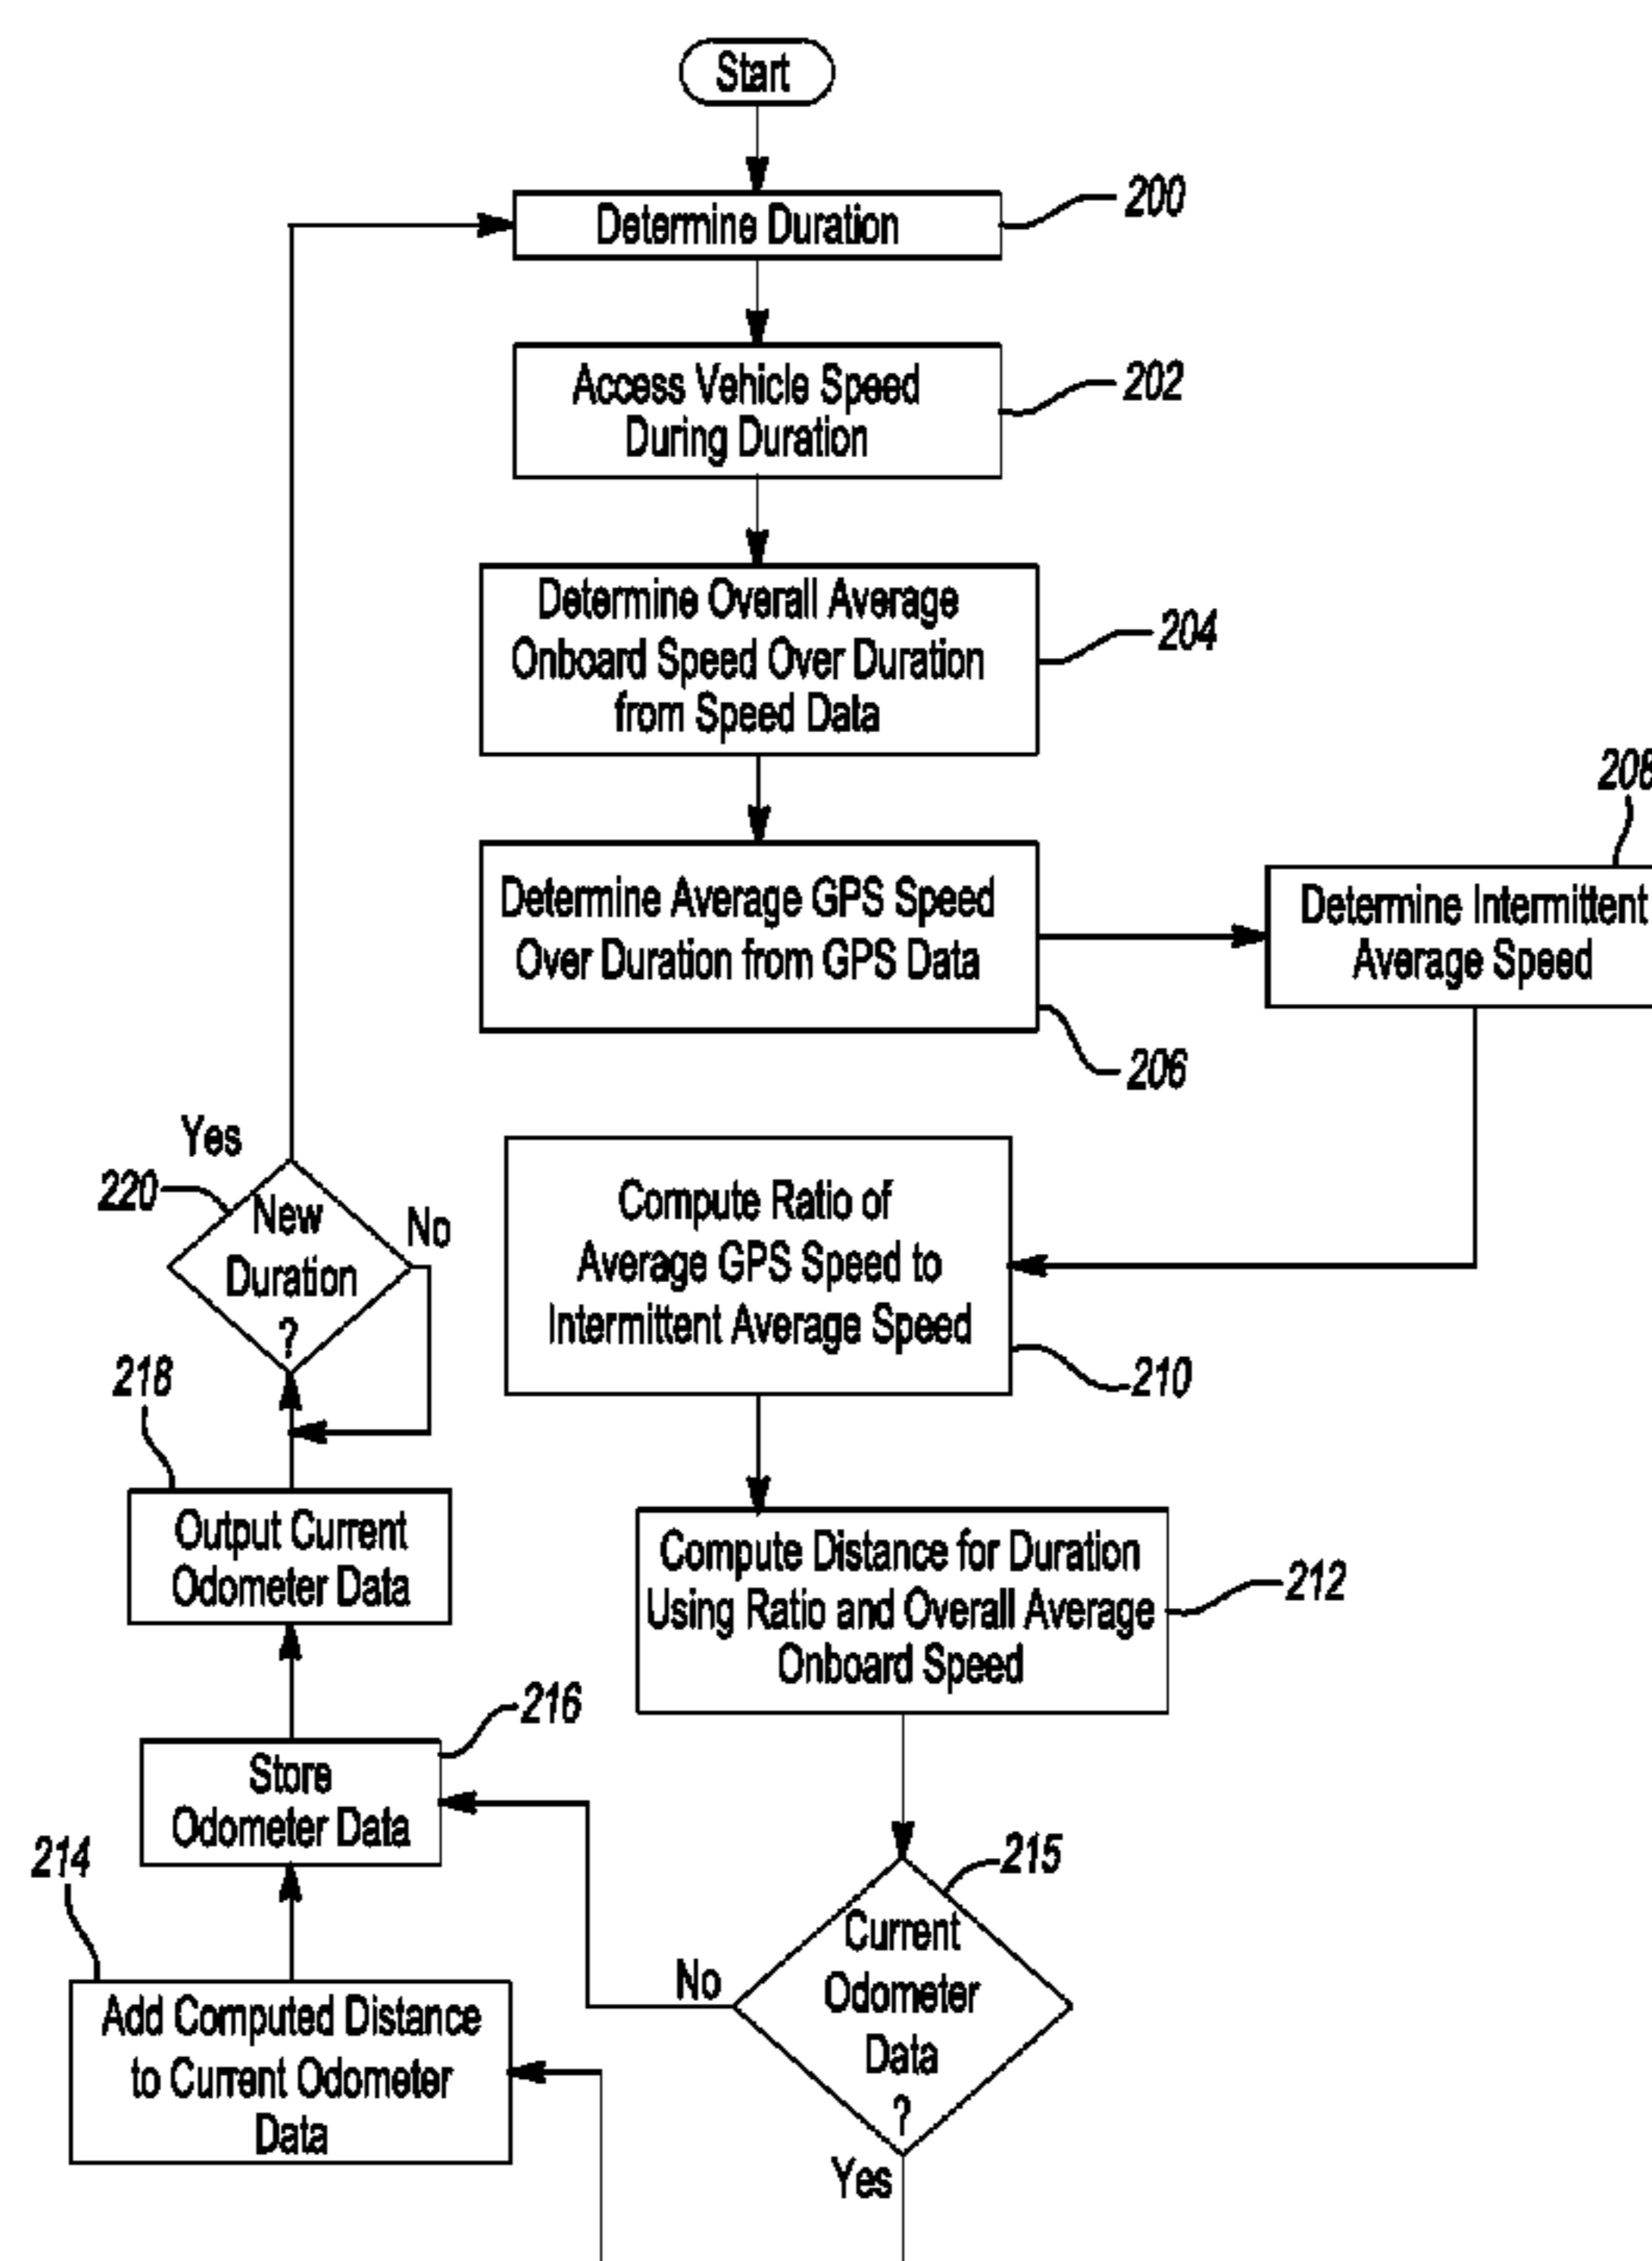 Start
Determine Duration
200
Access Vehicle Speed
During Duration
202
Determine Overall Average
Onboard Speed Over Duration
from Speed Data
204
Determine Average GPS Speed
Over Duration from GPS Data
206
208
Determine Intermittent
Average Speed
Compute Ratio of
Average GPS Speed to
Intermittent Average Speed
210
Compute Distance for Duration
Using Ratio and Overall Average
Onboard Speed
212
215
Current
Odometer
Data
?
No
Yes
214
Add Computed Distance
to Current Odometer
Data
216
Store
Odometer Data
218
Output Current
Odometer Data
220
New
Duration
?
No
Yes